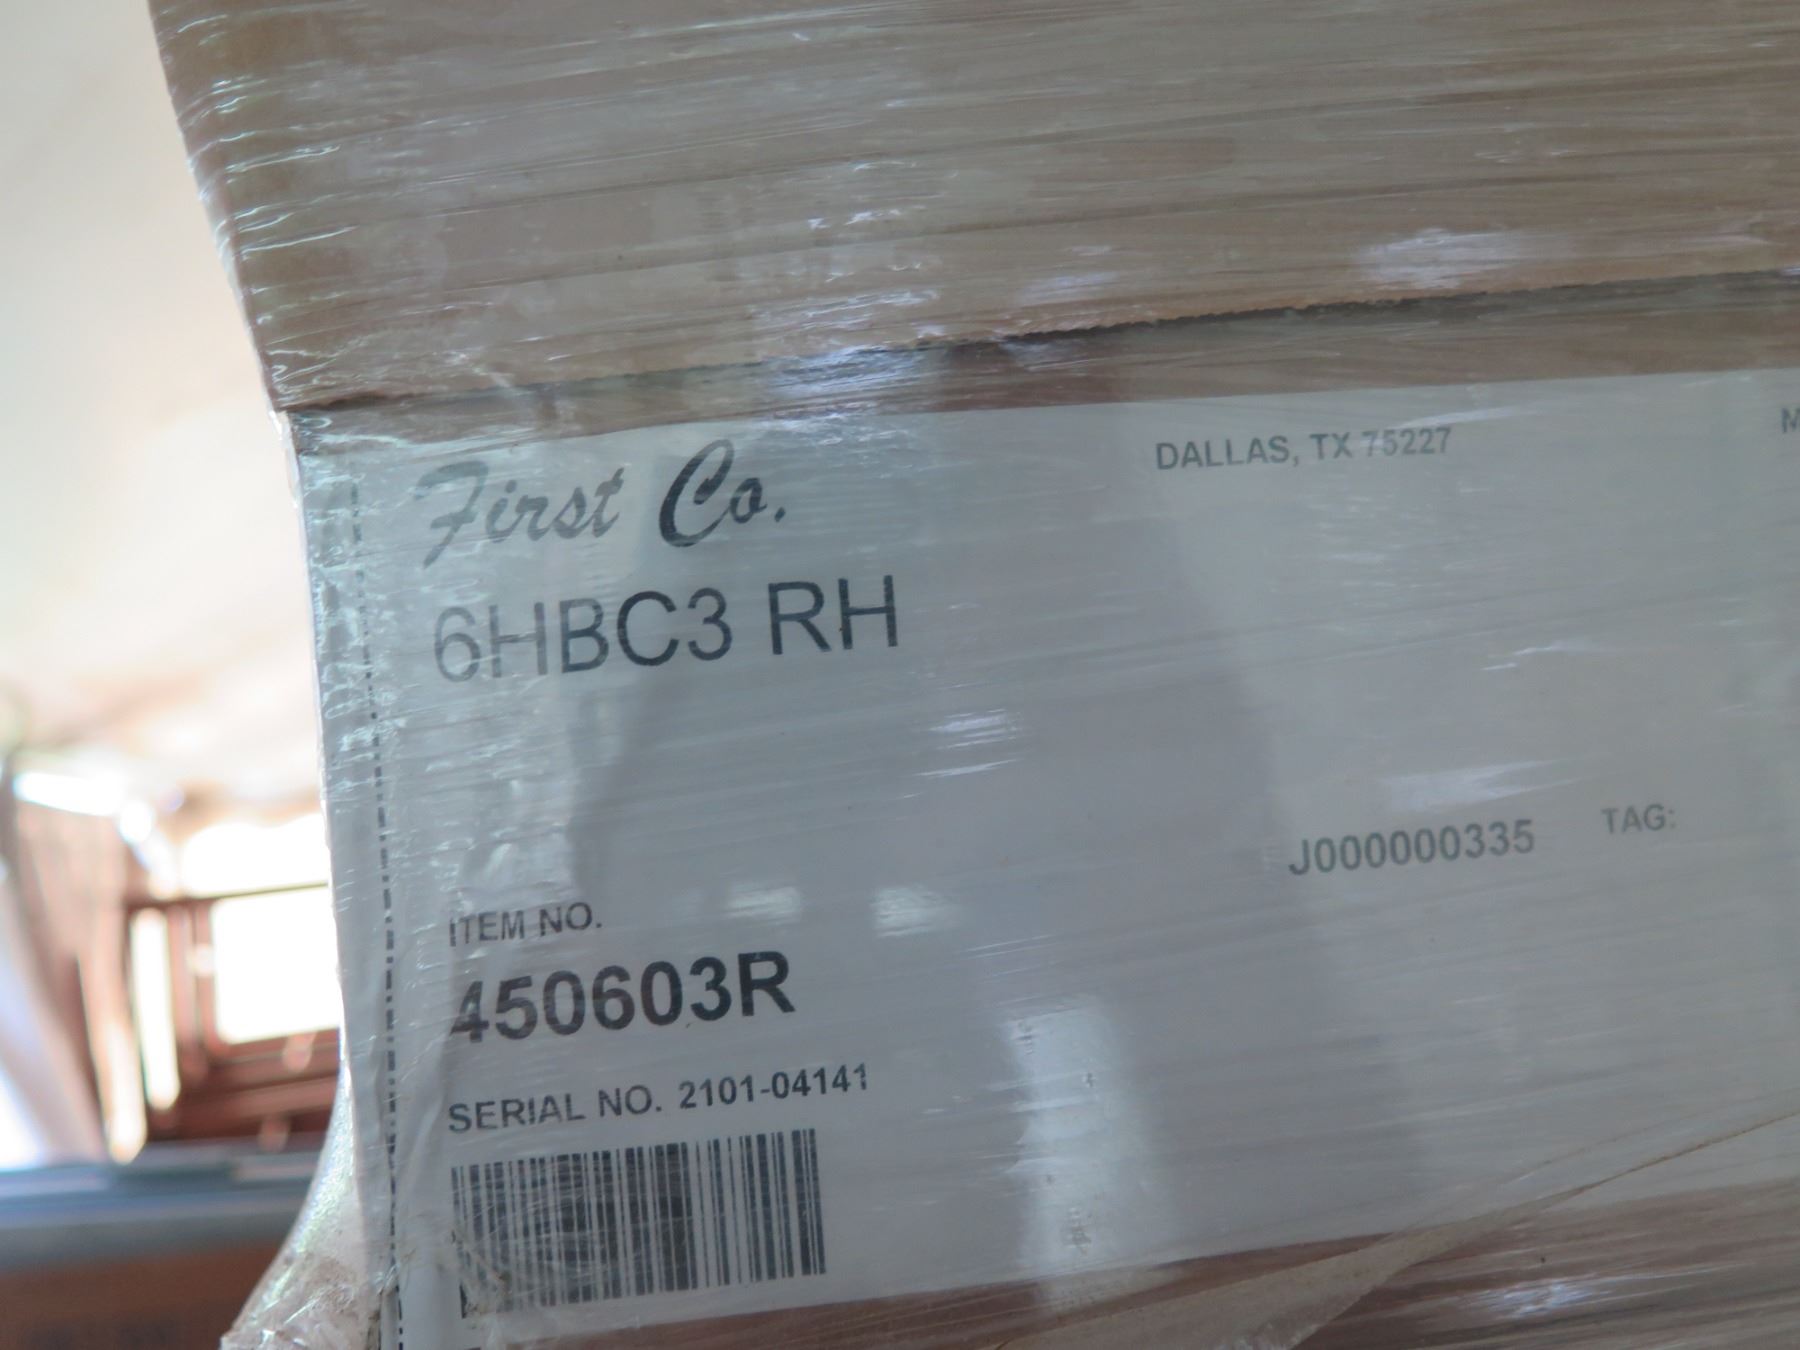 First Co.
DALLAS, TX 75227
6HBC3 RH
J000000335
TAG:
ITEM NO.
450603R
SERIAL NO. 2101-04141